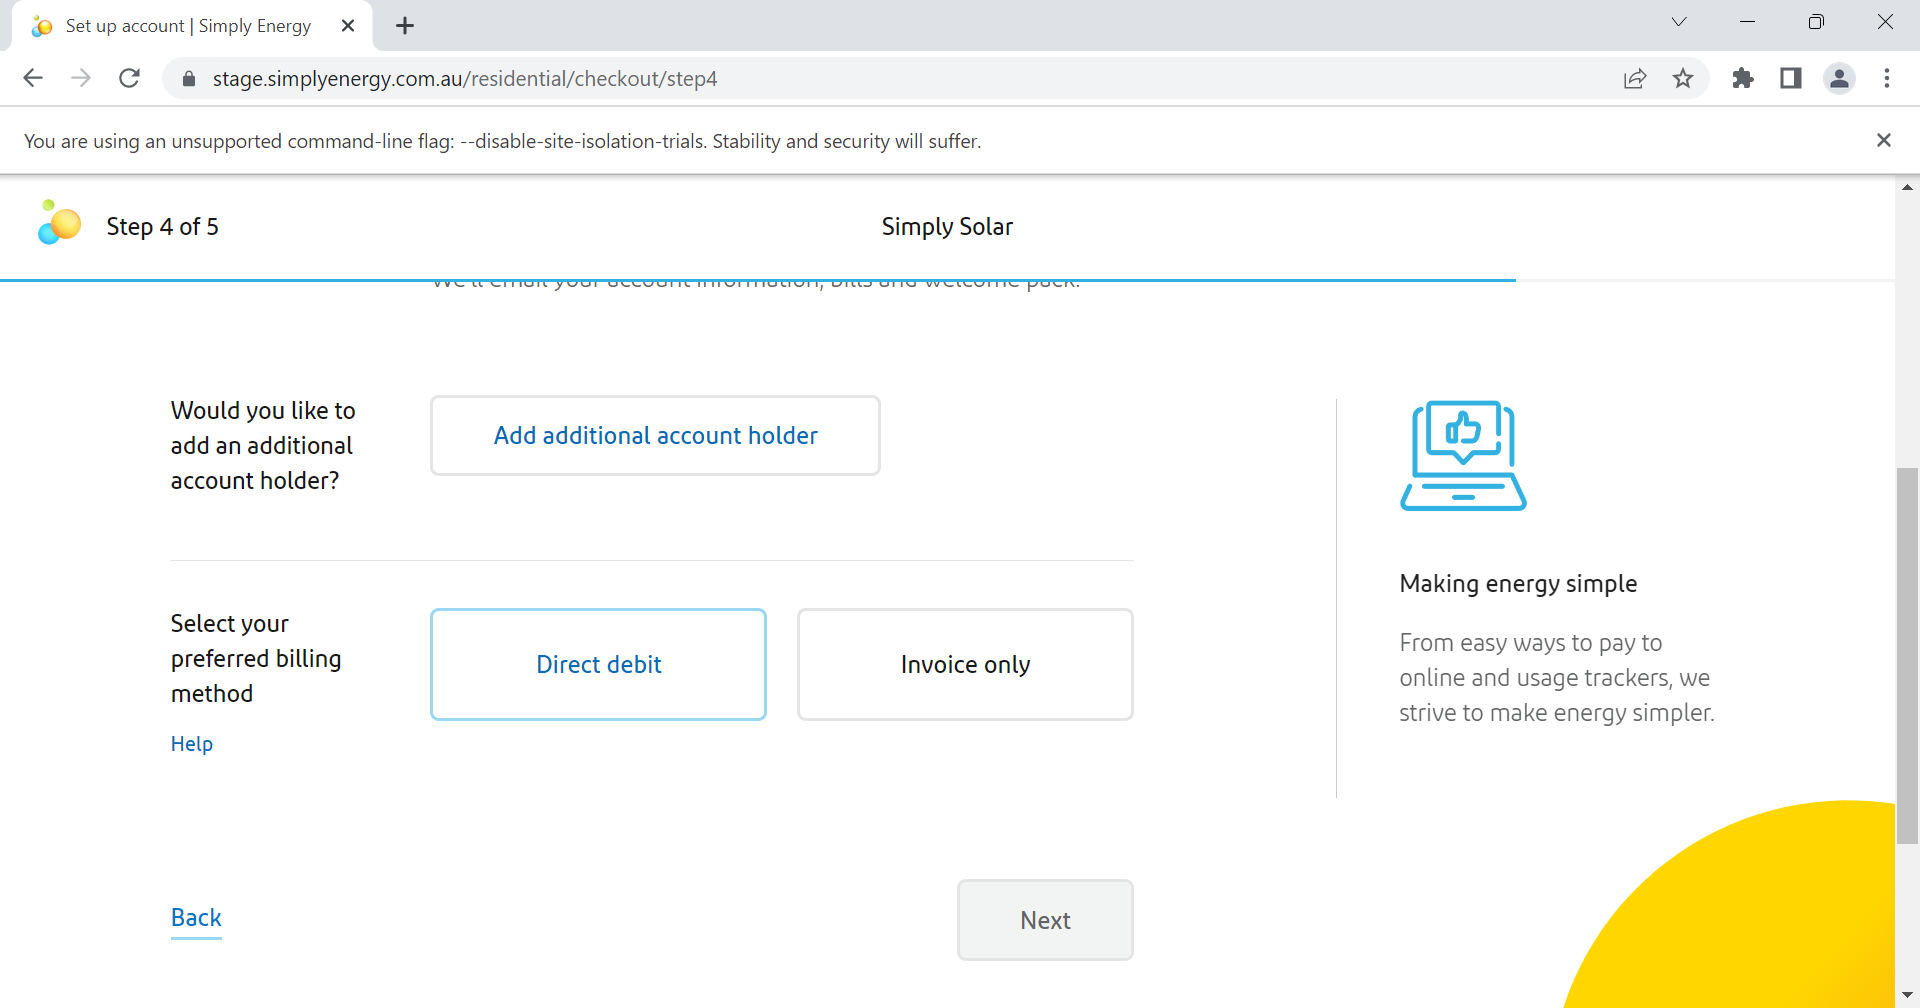 Set up account | Simply Energy
stage.simplyenergy.com.au/residential/checkout/step4
You are using an unsupported command-line flag: --disable-site-isolation-trials. Stability and security will suffer.
Step 4 of 5
Simply Solar
We'll email your account information, bills and welcome pack.
Would you like to
add an additional
account holder?
Add additional account holder
Select your
preferred billing
method
Help
Direct debit
Invoice only
Making energy simple
From easy ways to pay to
online and usage trackers, we
strive to make energy simpler.
Back
Next